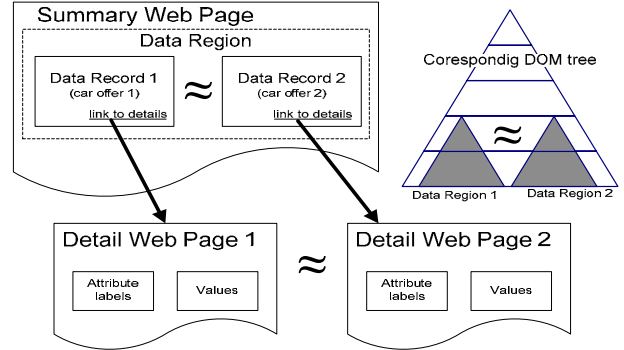 Summary Web Page
Data Region
Data Record 1
(car offer 1)
link to details
≈
Data Record 2
(car offer 2)
link to details
Corespondig DOM tree
≈
Data Region 1
Data Region 2
Detail Web Page 1
Attribute
labels
Values
≈
Detail Web Page 2
Attribute
labels
Values